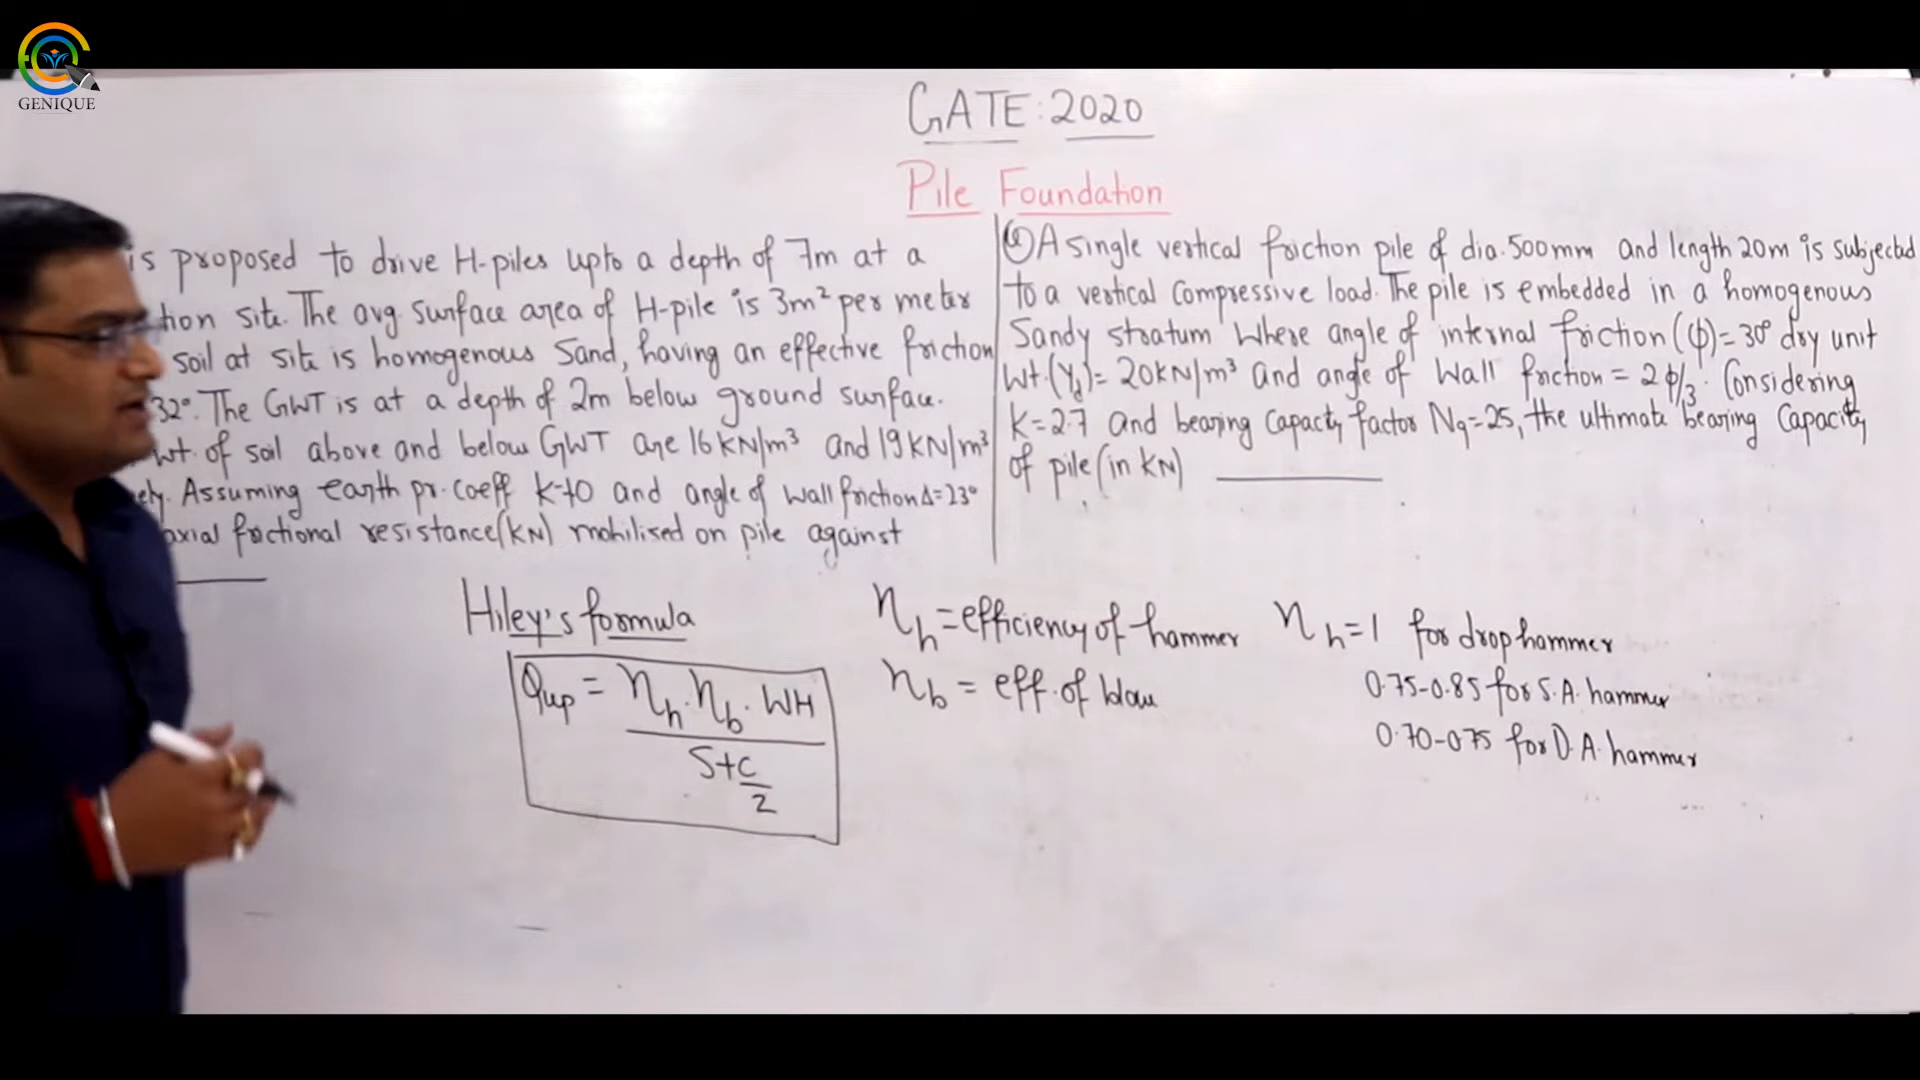 GENIQUE
GATE: 2020
Pile Foundation
is proposed to drive H-piles upto a depth of 7m at a
tion site. The avg surface area of H-pile is 3m² per meter
soil at site is homogenous Sand, having an effective friction
32°. The GWT is at a depth of 2m below ground surface.
wt. of soil above and below GWT are 16 KN/m³ and 19 KN/m³
ely. Assuming earth pr. coeff K=1.0 and angle of wall friction Δ=23°
axial frictional resistance (KN) mobilised on pile against
A single vertical friction pile of dia. 500mm and length 20m is subjected
to a vertical compressive load. The pile is embedded in a homogenous
Sandy stratum Where angle of internal friction (ϕ)=30° dry unit
Wt. (γd)= 20KN/m³ and angle of Wall friction = 2ϕ/3. Considering
K=2.7 and bearing Capacity factor Nq=25, the ultimate bearing Capacity
of pile (in KN)
Hiley's formula
Qup = ηh.ηb. WH
S+c/2
ηh = efficiency of hammer
ηb = eff. of blow
ηh=1 for drop hammer
0.75-0.85 for S.A. hammer
0.70-075 for D.A. hammer